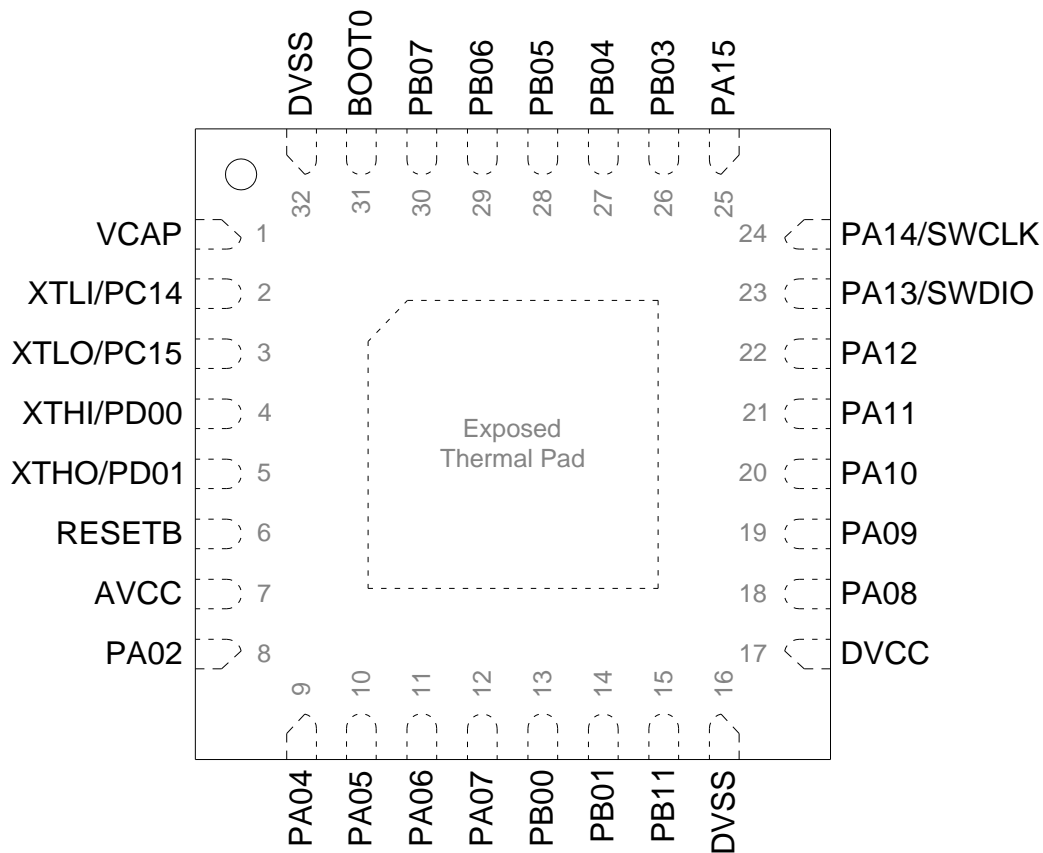 DVSS
BOOT0
PB07
PB06
PB05
PB04
PB03
PA15
32
31
30
29
28
27
26
25
VCAP 1
XTLI/PC14 2
XTLO/PC15 3
XTHI/PD00 4
XTHO/PD01 5
RESETB 6
AVCC 7
PA02 8
Exposed
Thermal Pad
24 PA14/SWCLK
23 PA13/SWDIO
22 PA12
21 PA11
20 PA10
19 PA09
18 PA08
17 DVCC
9
10
11
12
13
14
15
16
PA04
PA05
PA06
PA07
PB00
PB01
PB11
DVSS